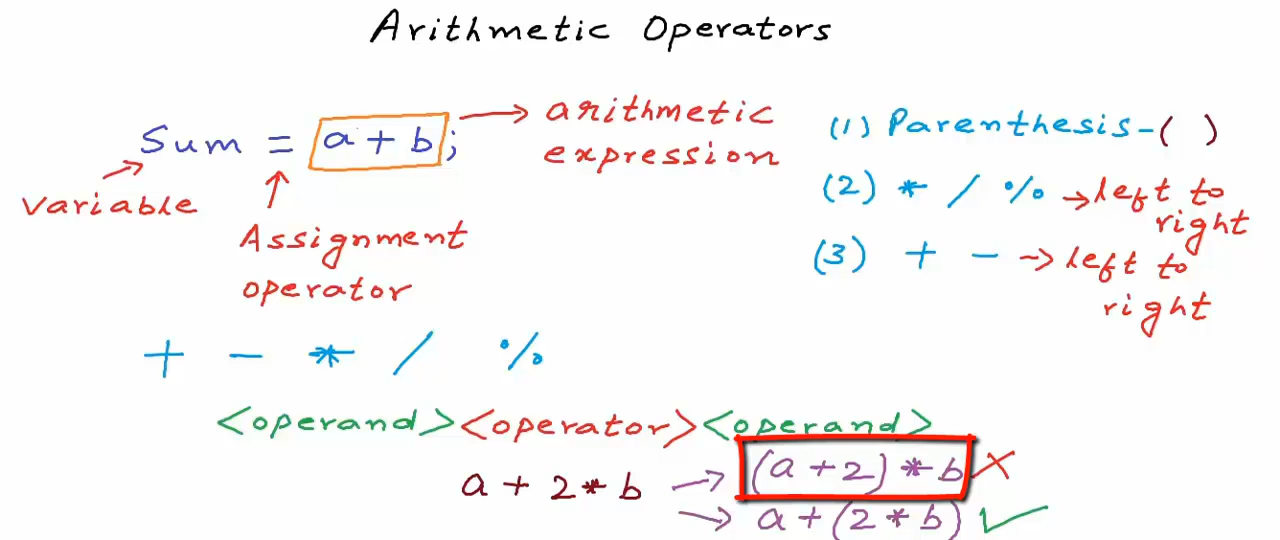 Arithmetic Operators
Sum = a + b;
arithmetic
expression
variable
Assignment
operator
(1) Parenthesis - ( )
(2) * / % → left to
right
(3) + - → left to
right
+ - * / %
<operand> <operator> <operand>
a + 2 * b → (a + 2) * b ✗
→ a + (2 * b) ✓